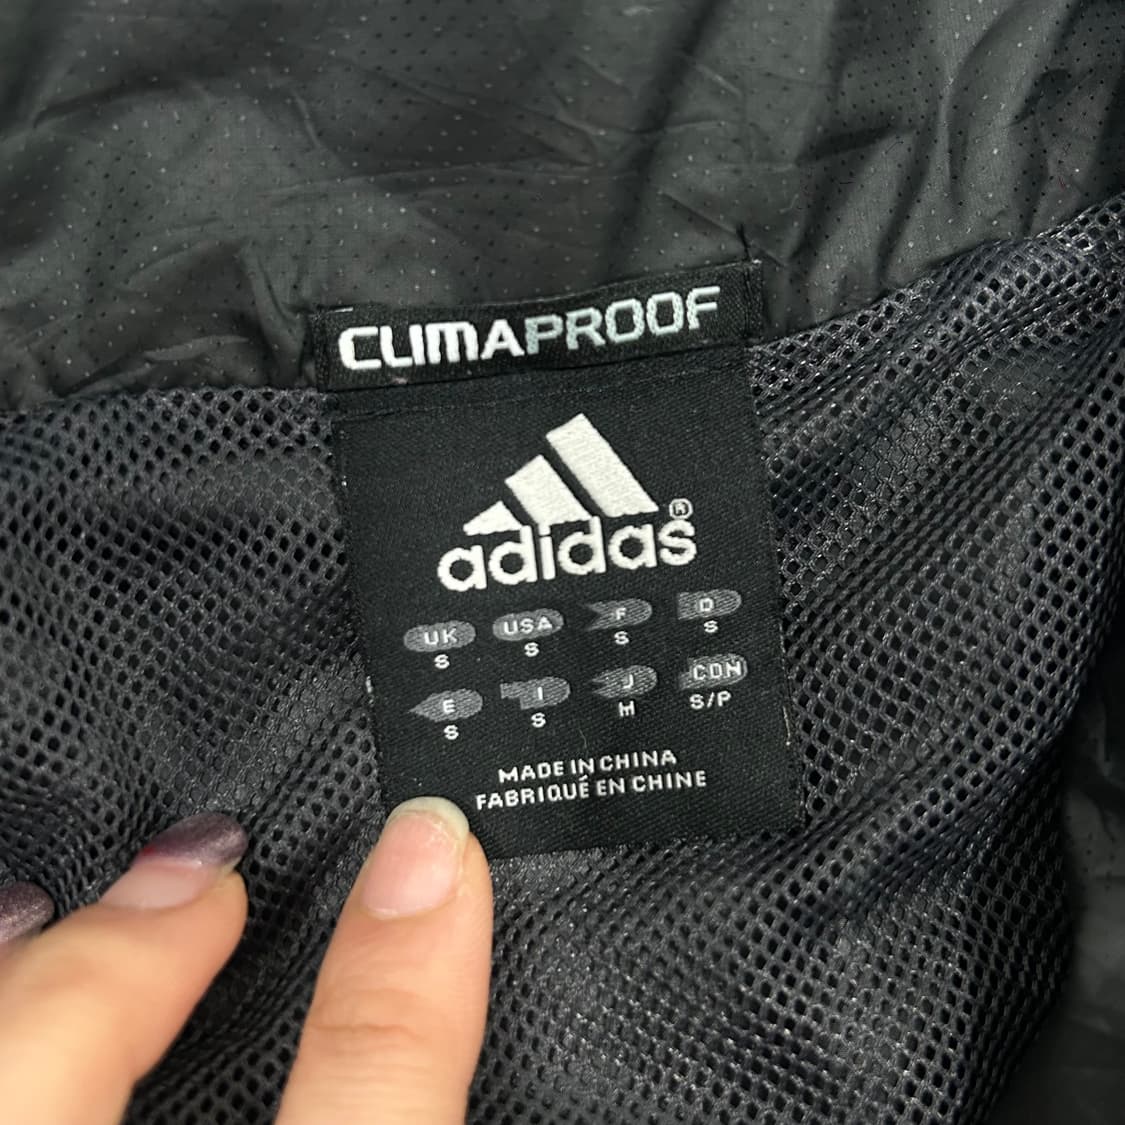 CLIMAPROOF
adidas®
UK USA F D
S S S S
E I J CDN
S S M S/P
MADE IN CHINA
FABRIQUÉ EN CHINE